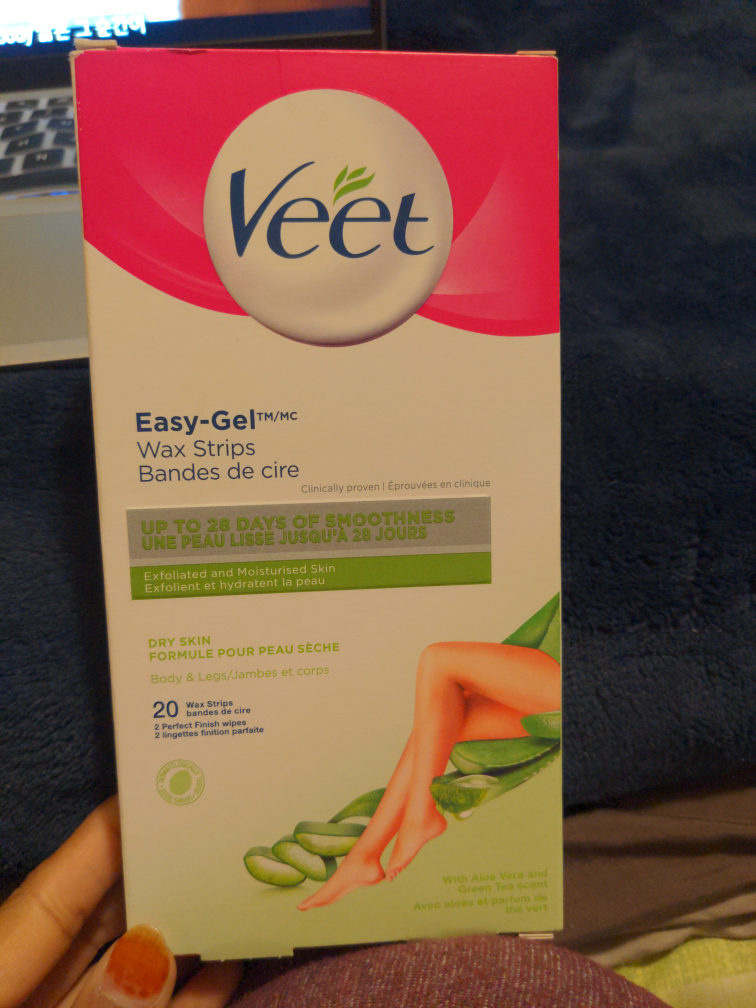 Veet
Easy-Gel™/MC
Wax Strips
Bandes de cire
Clinically proven | Éprouvées en clinique
UP TO 28 DAYS OF SMOOTHNESS
UNE PEAU LISSE JUSQU'À 28 JOURS
Exfoliated and Moisturised Skin
Exfolient et hydratent la peau
DRY SKIN
FORMULE POUR PEAU SÈCHE
Body & Legs/Jambes et corps
20 Wax Strips
bandes de cire
2 Perfect Finish wipes
2 lingettes finition parfaite
With Aloe Vera and
Green Tea scent
Avec aloès et parfum de
thé vert